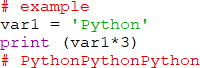 # example
var1 = 'Python'
print (var1*3)
# PythonPythonPython